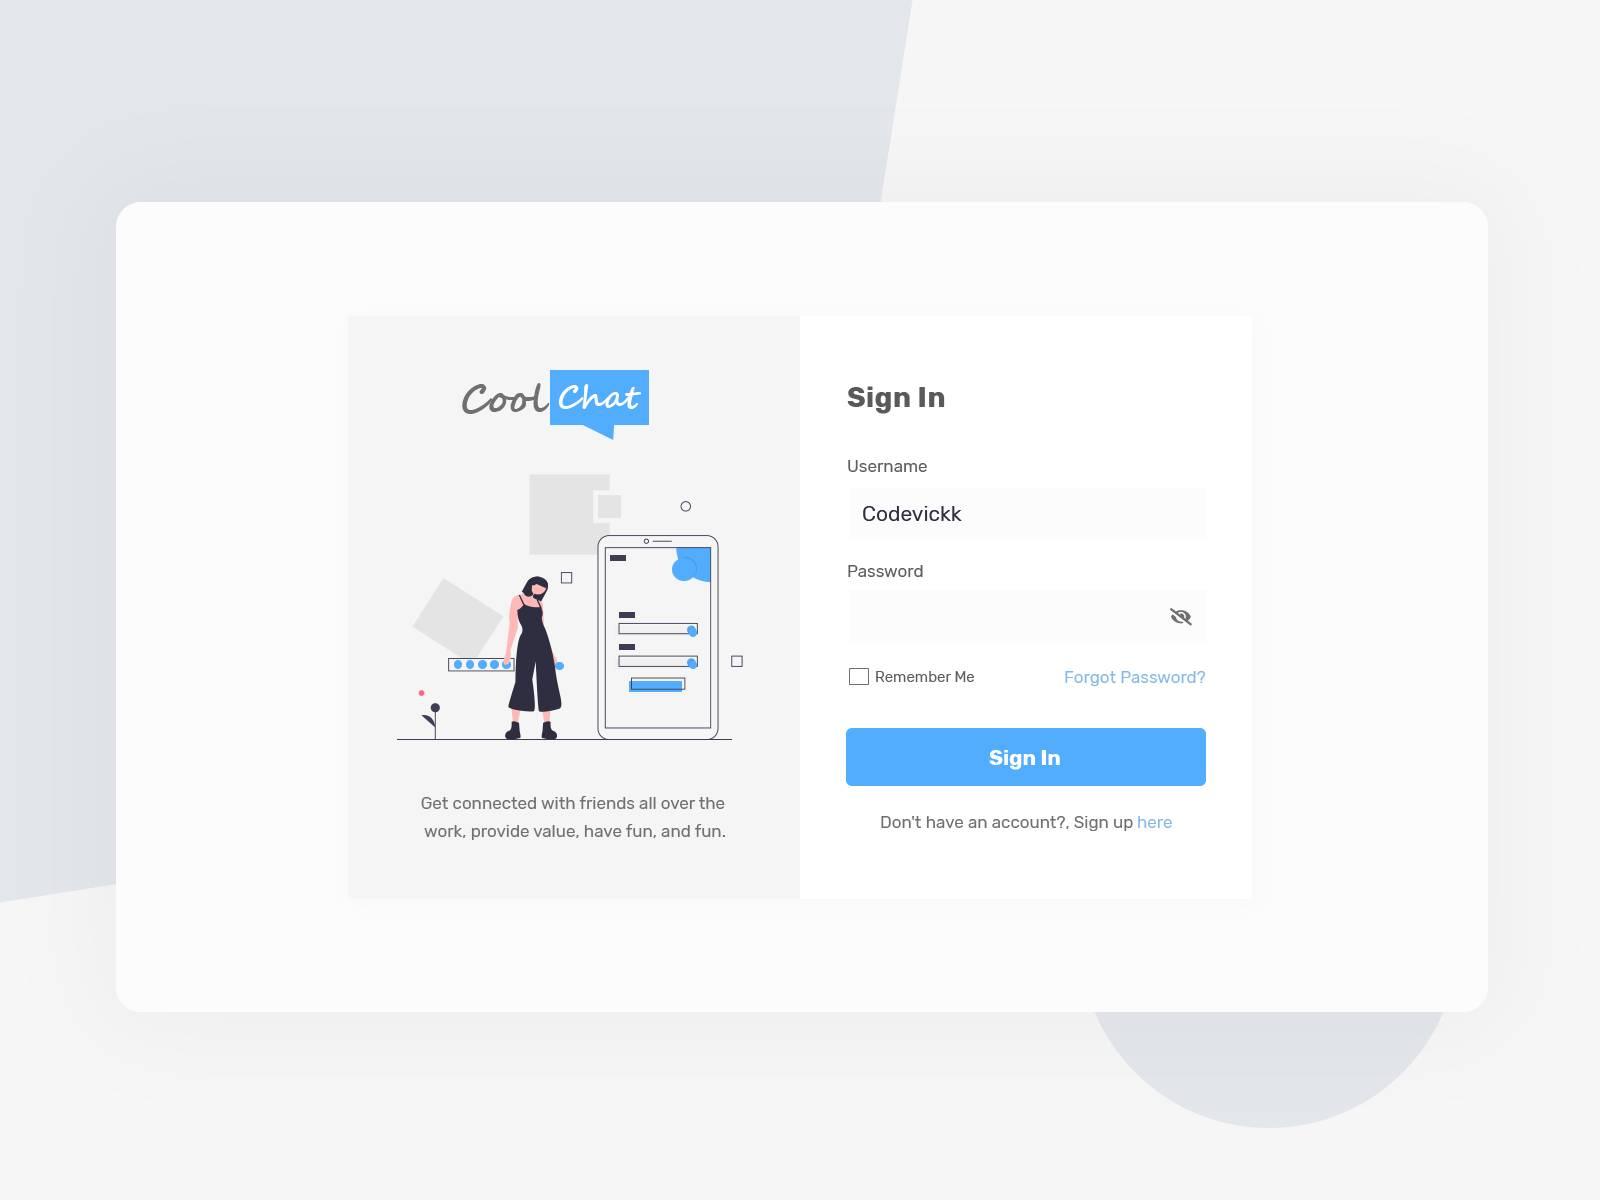 Cool Chat
Get connected with friends all over the
work, provide value, have fun, and fun.
Sign In
Username
Codevickk
Password
Remember Me
Forgot Password?
Sign In
Don't have an account?, Sign up here